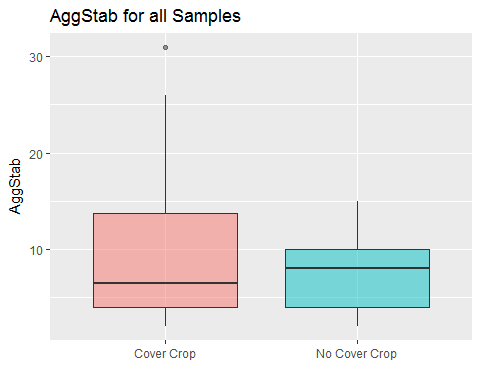 AggStab for all Samples
30
20
10
AggStab
Cover Crop
No Cover Crop